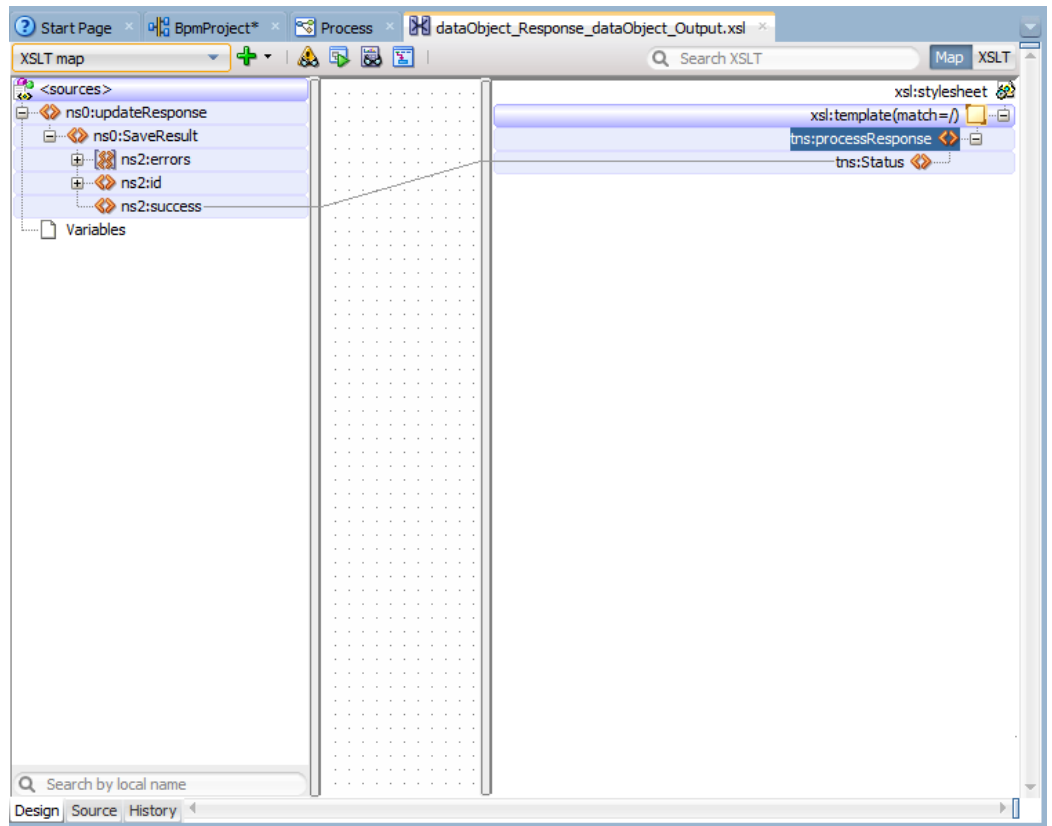 Start Page BpmProject* Process dataObject_Response_dataObject_Output.xsl
XSLT map Search XSLT Map XSLT
<sources> xsl:stylesheet
ns0:updateResponse xsl:template(match=/)
ns0:SaveResult tns:processResponse
ns2:errors tns:Status
ns2:id
ns2:success
Variables
Search by local name
Design Source History